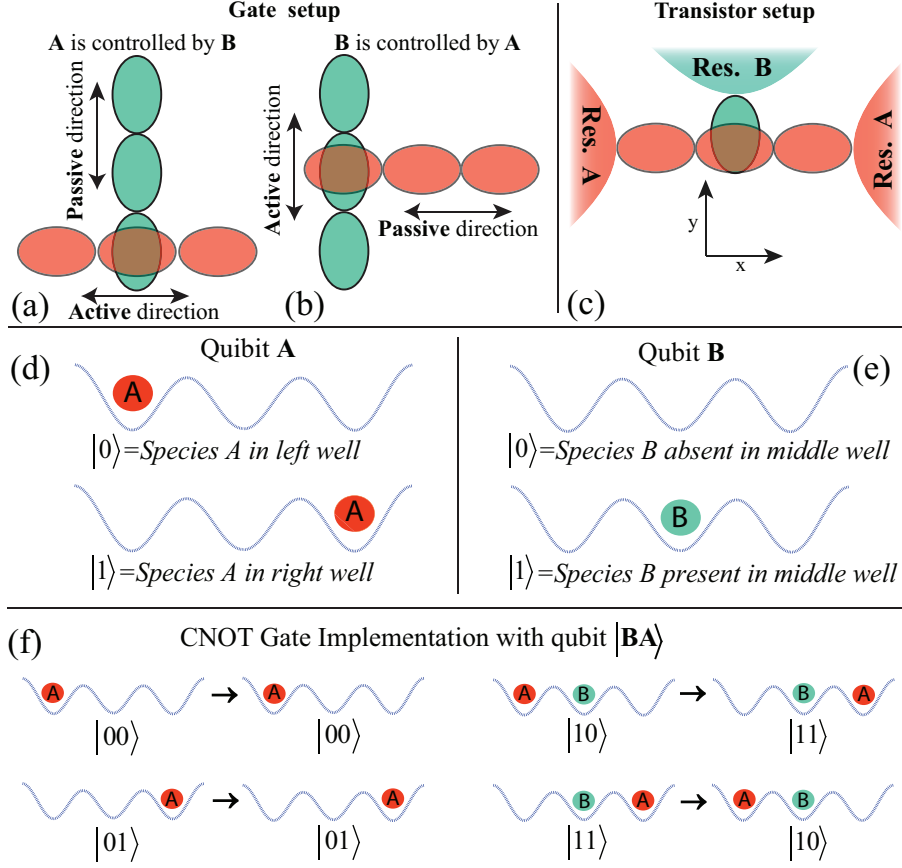 Gate setup
Transistor setup
A is controlled by B
B is controlled by A
Passive direction
Active direction
(a)
Active direction
Passive direction
(b)
Res. B
Res. A
Res. A
y
x
(c)
(d)
Quibit A
A
|0⟩=Species A in left well
A
|1⟩=Species A in right well
Qubit B
(e)
|0⟩=Species B absent in middle well
B
|1⟩=Species B present in middle well
(f)
CNOT Gate Implementation with qubit |BA⟩
A → A
|00⟩ |00⟩
A B → B A
|10⟩ |11⟩
A → A
|01⟩ |01⟩
B A → A B
|11⟩ |10⟩